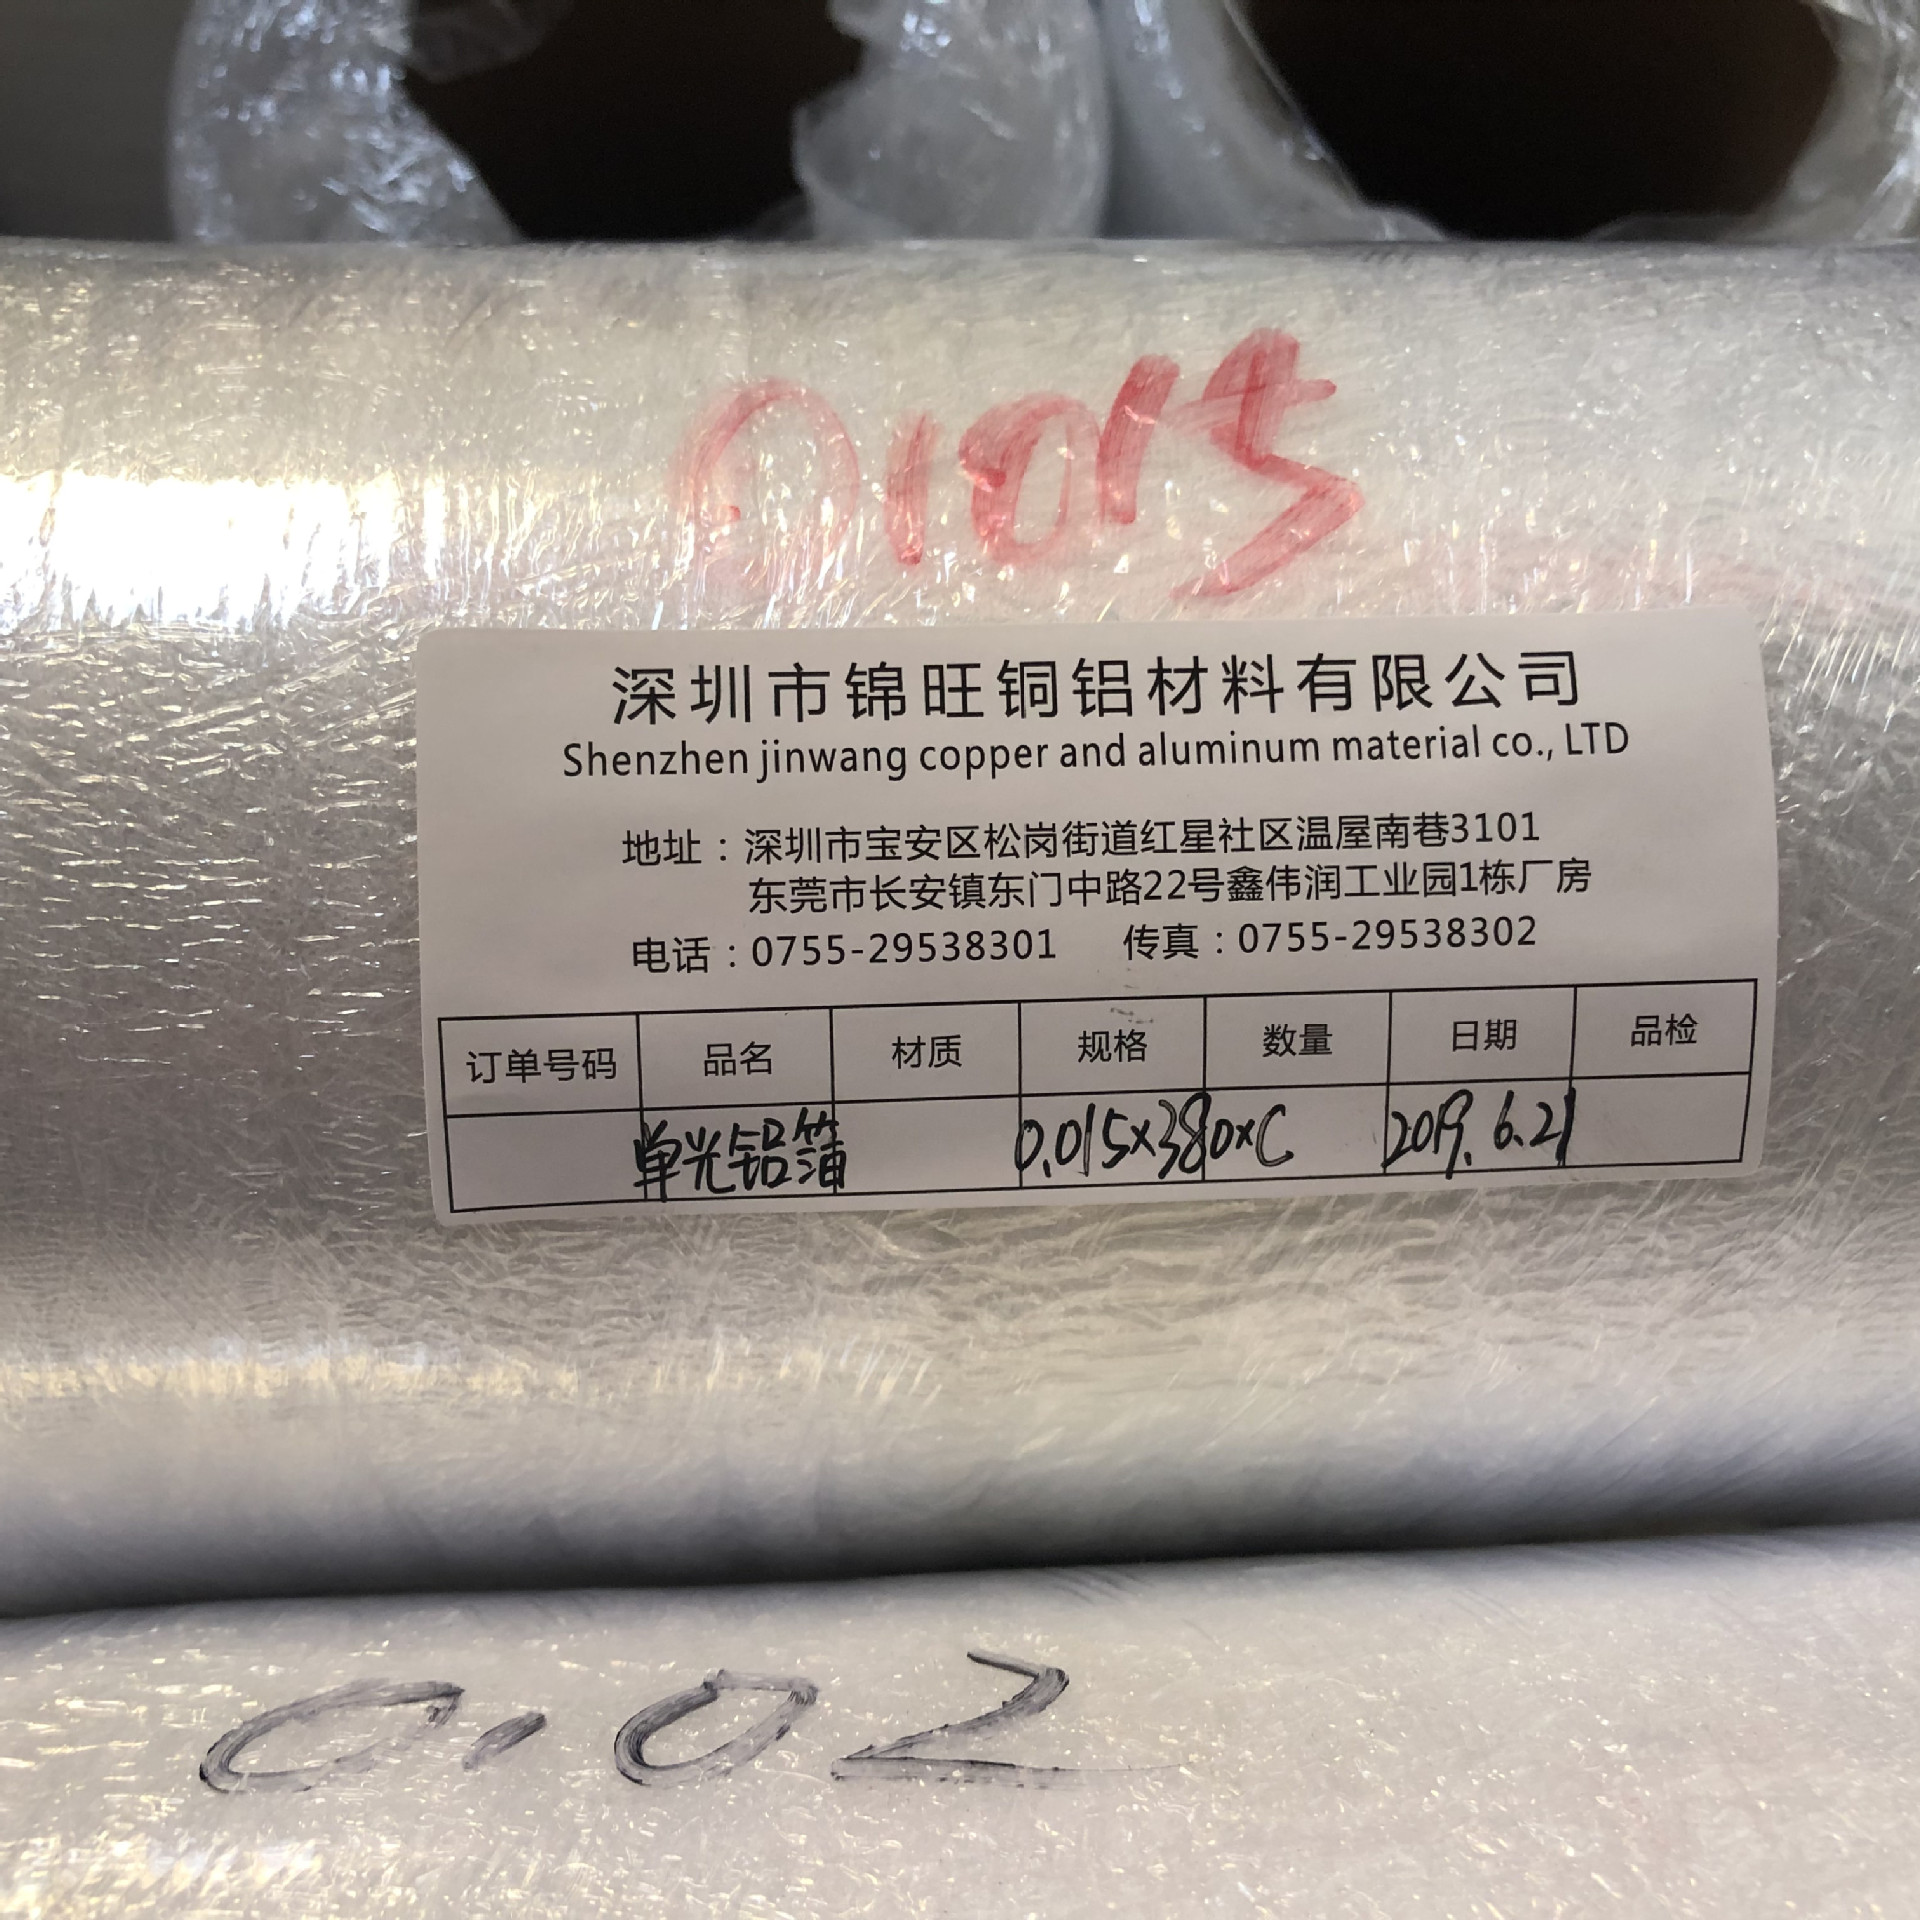 0.015
深圳市锦旺铜铝材料有限公司
Shenzhen jinwang copper and aluminum material co., LTD
地址：深圳市宝安区松岗街道红星社区温屋南巷3101
东莞市长安镇东门中路22号鑫伟润工业园1栋厂房
电话：0755-29538301 传真：0755-29538302
订单号码 品名 材质 规格 数量 日期 品检
单光铝箔 0.015×380×C 2019.6.21
0.02